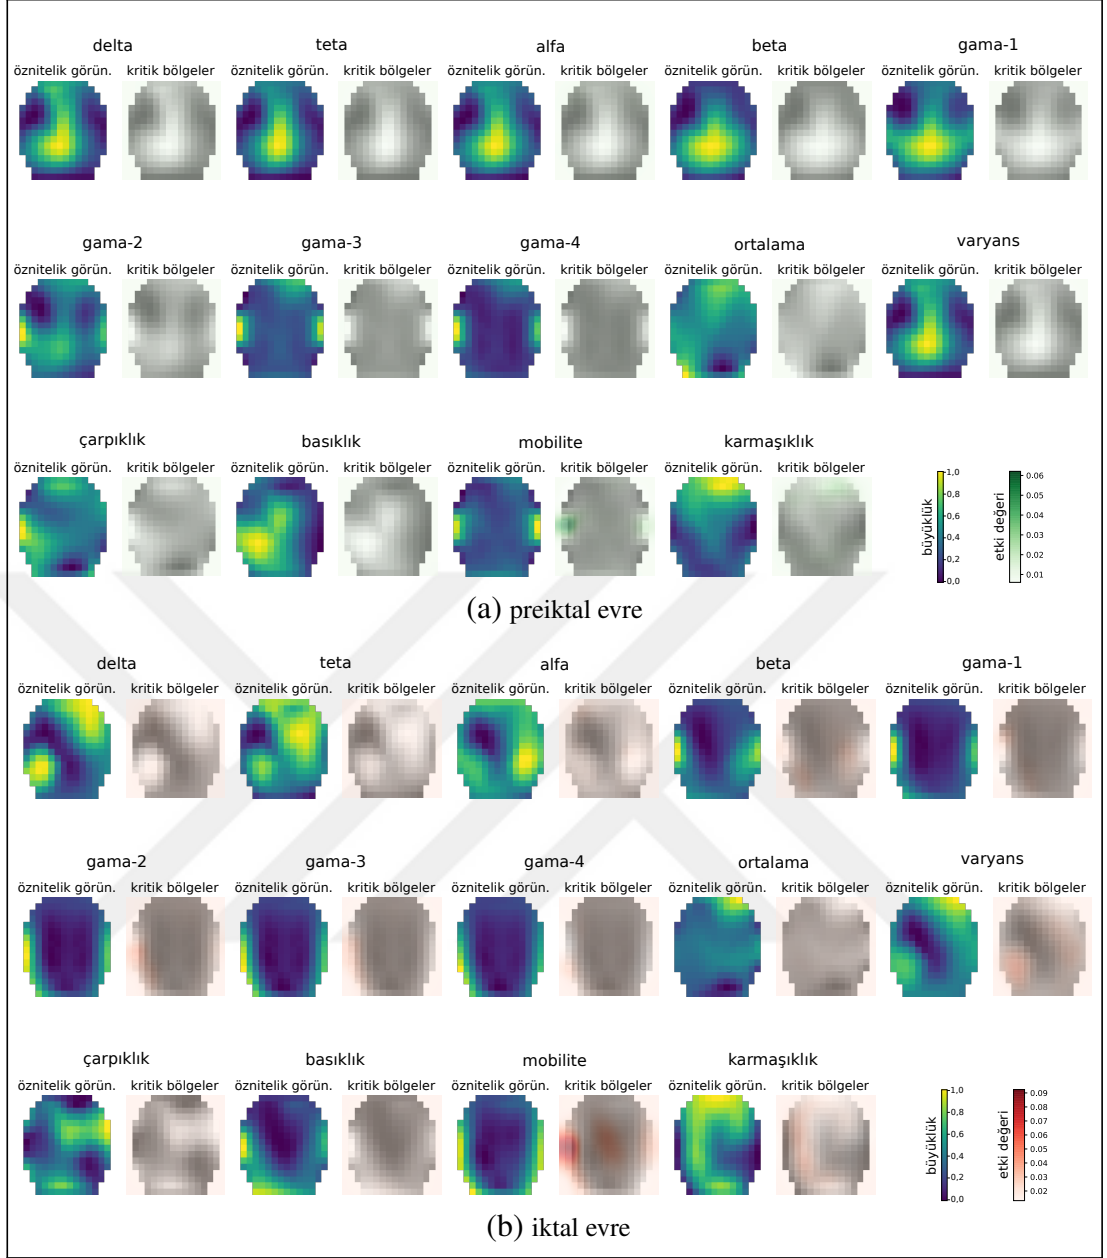 delta teta alfa beta gama-1
öznitelik görün. kritik bölgeler öznitelik görün. kritik bölgeler öznitelik görün. kritik bölgeler öznitelik görün. kritik bölgeler öznitelik görün. kritik bölgeler
gama-2 gama-3 gama-4 ortalama varyans
öznitelik görün. kritik bölgeler öznitelik görün. kritik bölgeler öznitelik görün. kritik bölgeler öznitelik görün. kritik bölgeler öznitelik görün. kritik bölgeler
çarpıklık basıklık mobilite karmaşıklık
öznitelik görün. kritik bölgeler öznitelik görün. kritik bölgeler öznitelik görün. kritik bölgeler öznitelik görün. kritik bölgeler
büyüklük
1,0
0,8
0,6
0,4
0,2
0,0
etki değeri
0.06
0.05
0.04
0.03
0.02
0.01
(a) preiktal evre
delta teta alfa beta gama-1
öznitelik görün. kritik bölgeler öznitelik görün. kritik bölgeler öznitelik görün. kritik bölgeler öznitelik görün. kritik bölgeler öznitelik görün. kritik bölgeler
gama-2 gama-3 gama-4 ortalama varyans
öznitelik görün. kritik bölgeler öznitelik görün. kritik bölgeler öznitelik görün. kritik bölgeler öznitelik görün. kritik bölgeler öznitelik görün. kritik bölgeler
çarpıklık basıklık mobilite karmaşıklık
öznitelik görün. kritik bölgeler öznitelik görün. kritik bölgeler öznitelik görün. kritik bölgeler öznitelik görün. kritik bölgeler
büyüklük
1,0
0,8
0,6
0,4
0,2
0,0
etki değeri
0.09
0.08
0.07
0.06
0.05
0.04
0.03
0.02
(b) iktal evre